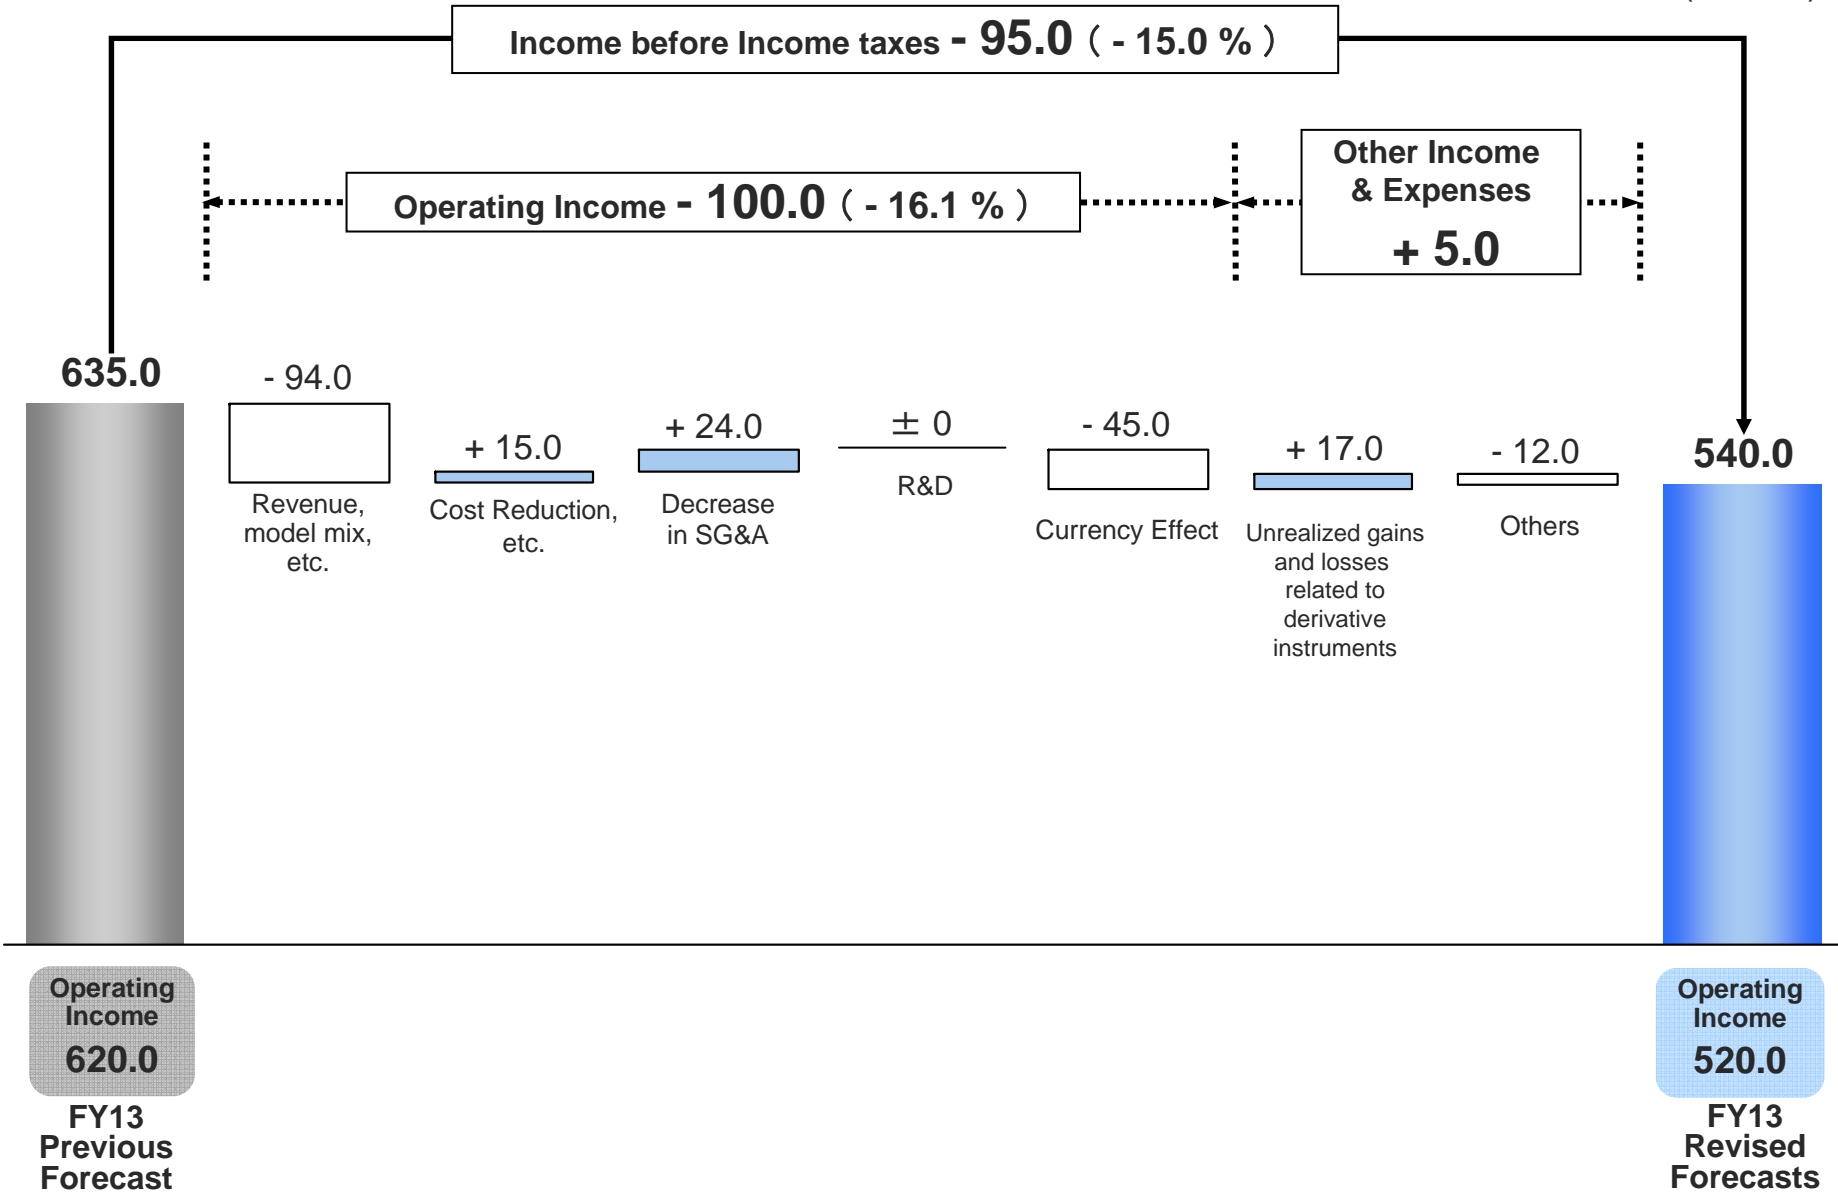 Income before Income taxes - 95.0 ( - 15.0 % )
Operating Income - 100.0 ( - 16.1 % )
Other Income
& Expenses
+ 5.0
635.0
- 94.0
Revenue,
model mix,
etc.
+ 15.0
Cost Reduction,
etc.
+ 24.0
Decrease
in SG&A
± 0
R&D
- 45.0
Currency Effect
+ 17.0
Unrealized gains
and losses
related to
derivative
instruments
- 12.0
Others
540.0
Operating
Income
620.0
FY13
Previous
Forecast
Operating
Income
520.0
FY13
Revised
Forecasts